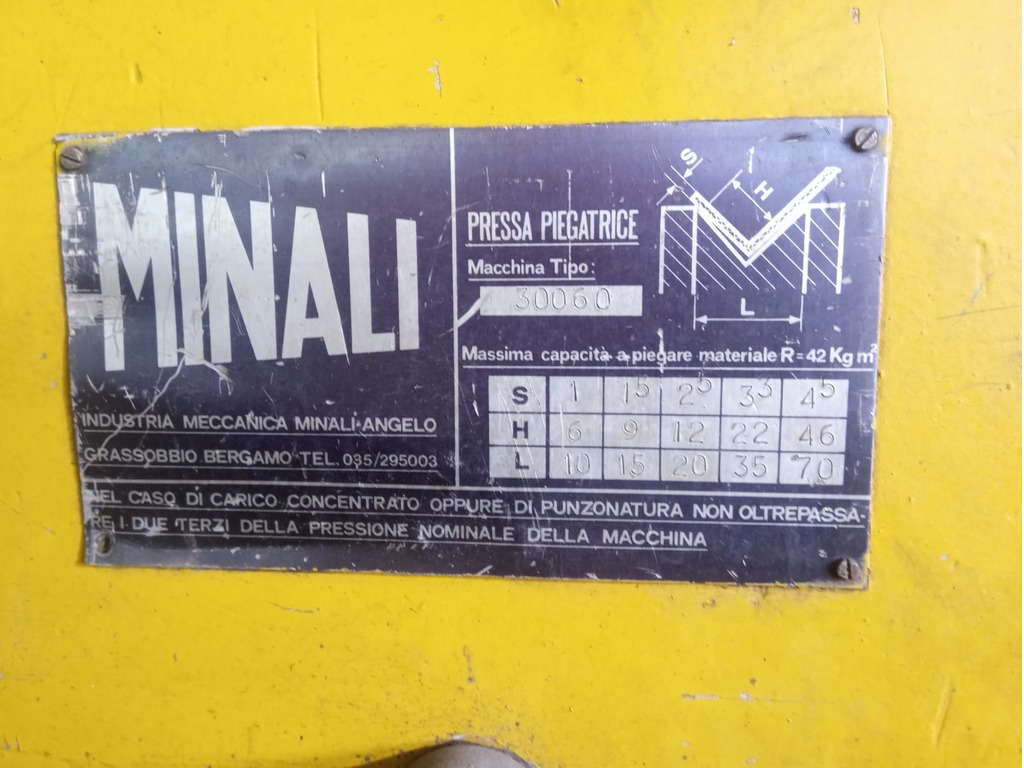 MINALI
INDUSTRIA MECCANICA MINALI ANGELO
GRASSOBBIO BERGAMO TEL. 035/295003
PRESSA PIEGATRICE
Macchina Tipo:
30060
S
H
L
Massima capacità a piegare materiale R=42 Kg m²
S 1 1⁵ 2⁵ 3³ 4⁵
H 6 9 12 22 46
L 10 15 20 35 70
NEL CASO DI CARICO CONCENTRATO OPPURE DI PUNZONATURA NON OLTREPASSA-
RE I DUE TERZI DELLA PRESSIONE NOMINALE DELLA MACCHINA